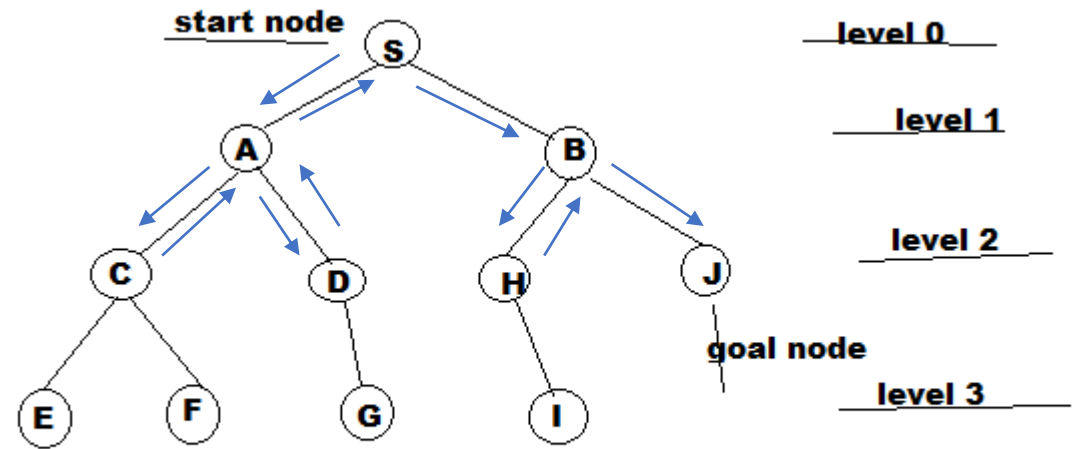 start node
S
level 0
A
B
level 1
C
D
H
J
level 2
goal node
E
F
G
I
level 3